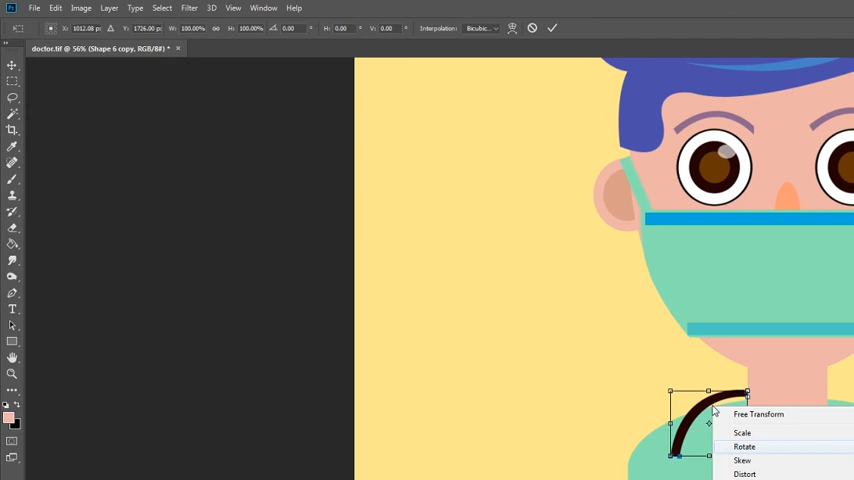 Ps File Edit Image Layer Type Select Filter 3D View Window Help
X: 1012.08 p Y: 1726.00 p W: 100.00% H: 100.00% 0.00 ° H: 0.00 ° V: 0.00 ° Interpolation: Bicubic...
doctor.tif @ 56% (Shape 6 copy, RGB/8#) * ×
Free Transform
Scale
Rotate
Skew
Distort